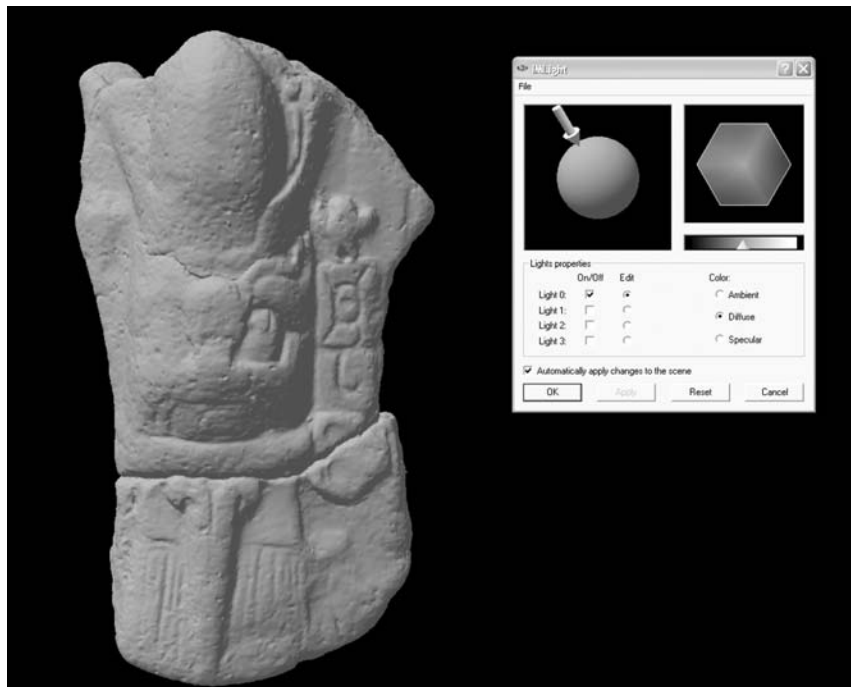 ImLight
File
Lights properties
On/Off Edit Color:
Light 0: Ambient
Light 1:
Diffuse
Light 2:
Light 3: Specular
Automatically apply changes to the scene
OK Apply Reset Cancel